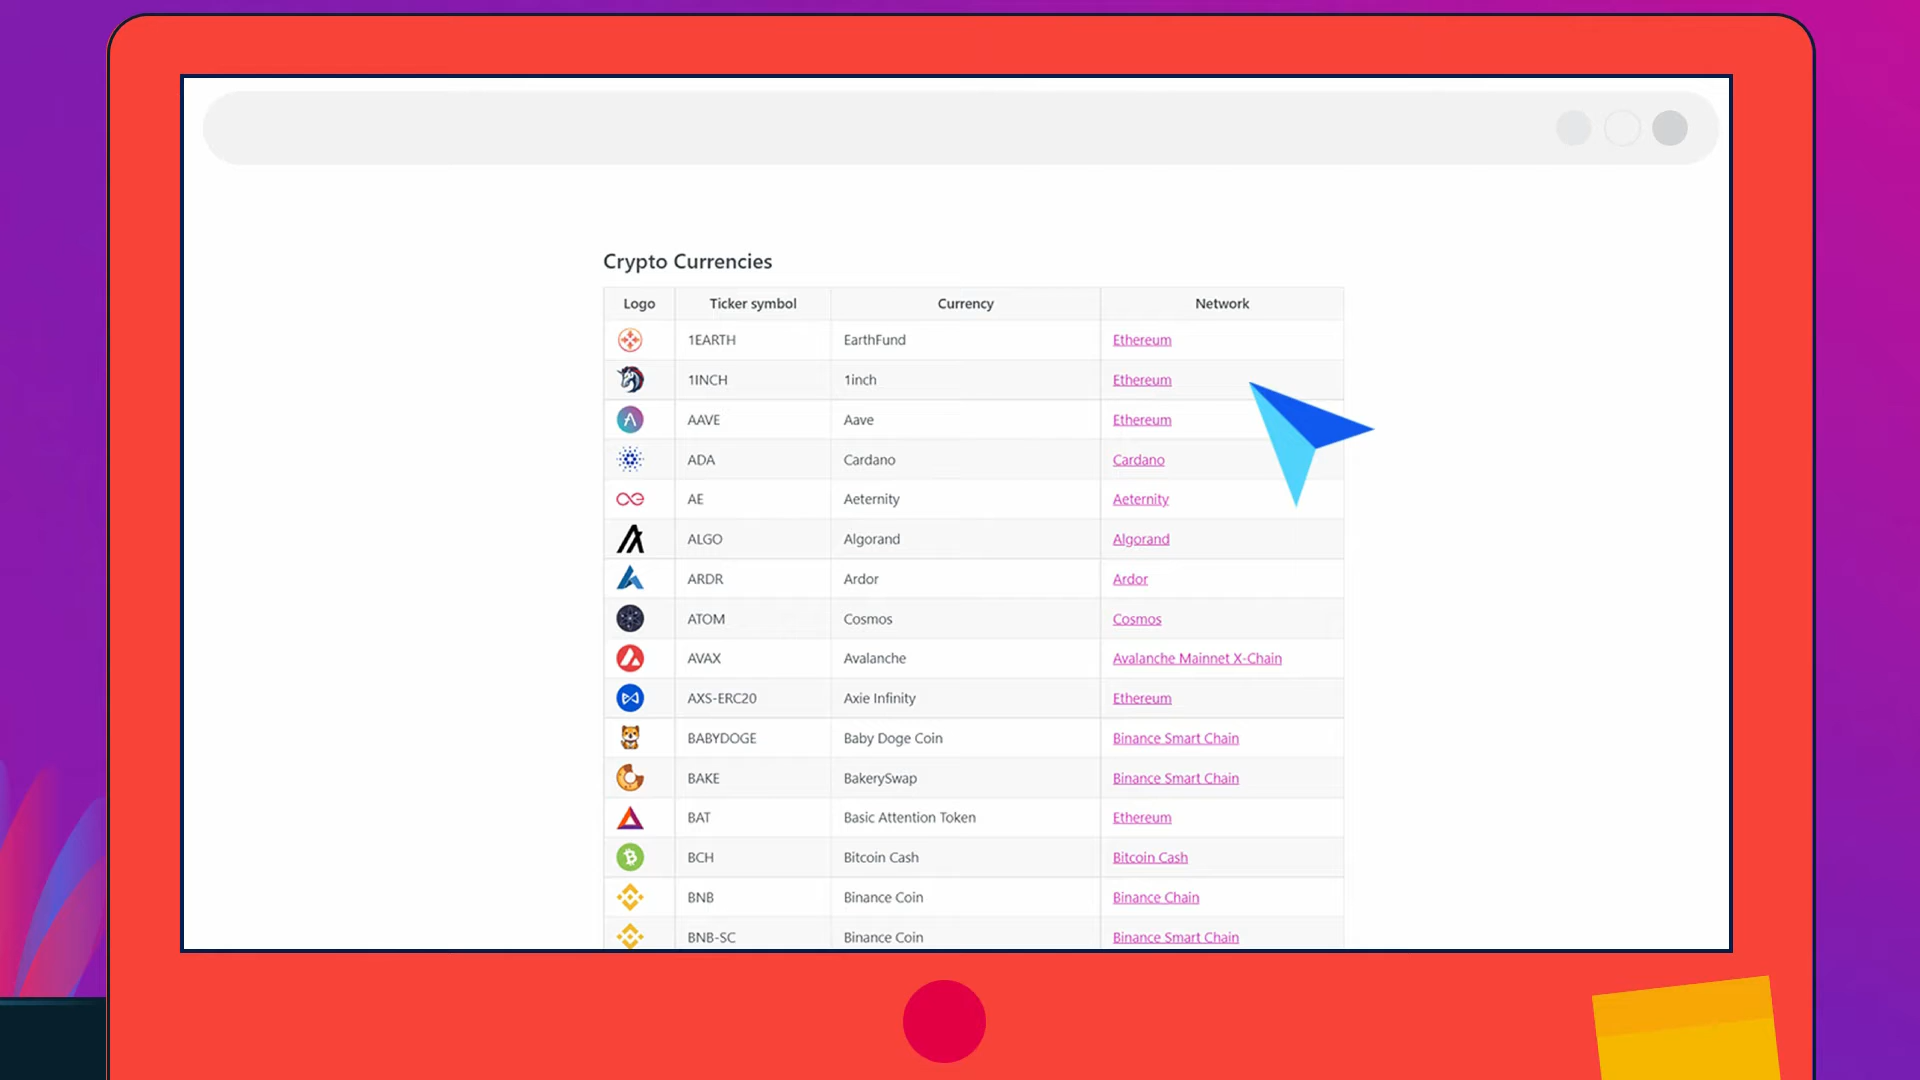 Crypto Currencies
Logo Ticker symbol Currency Network
1EARTH EarthFund Ethereum
1INCH 1inch Ethereum
AAVE Aave Ethereum
ADA Cardano Cardano
AE Aeternity Aeternity
ALGO Algorand Algorand
ARDR Ardor Ardor
ATOM Cosmos Cosmos
AVAX Avalanche Avalanche Mainnet X-Chain
AXS-ERC20 Axie Infinity Ethereum
BABYDOGE Baby Doge Coin Binance Smart Chain
BAKE BakerySwap Binance Smart Chain
BAT Basic Attention Token Ethereum
BCH Bitcoin Cash Bitcoin Cash
BNB Binance Coin Binance Chain
BNB-SC Binance Coin Binance Smart Chain